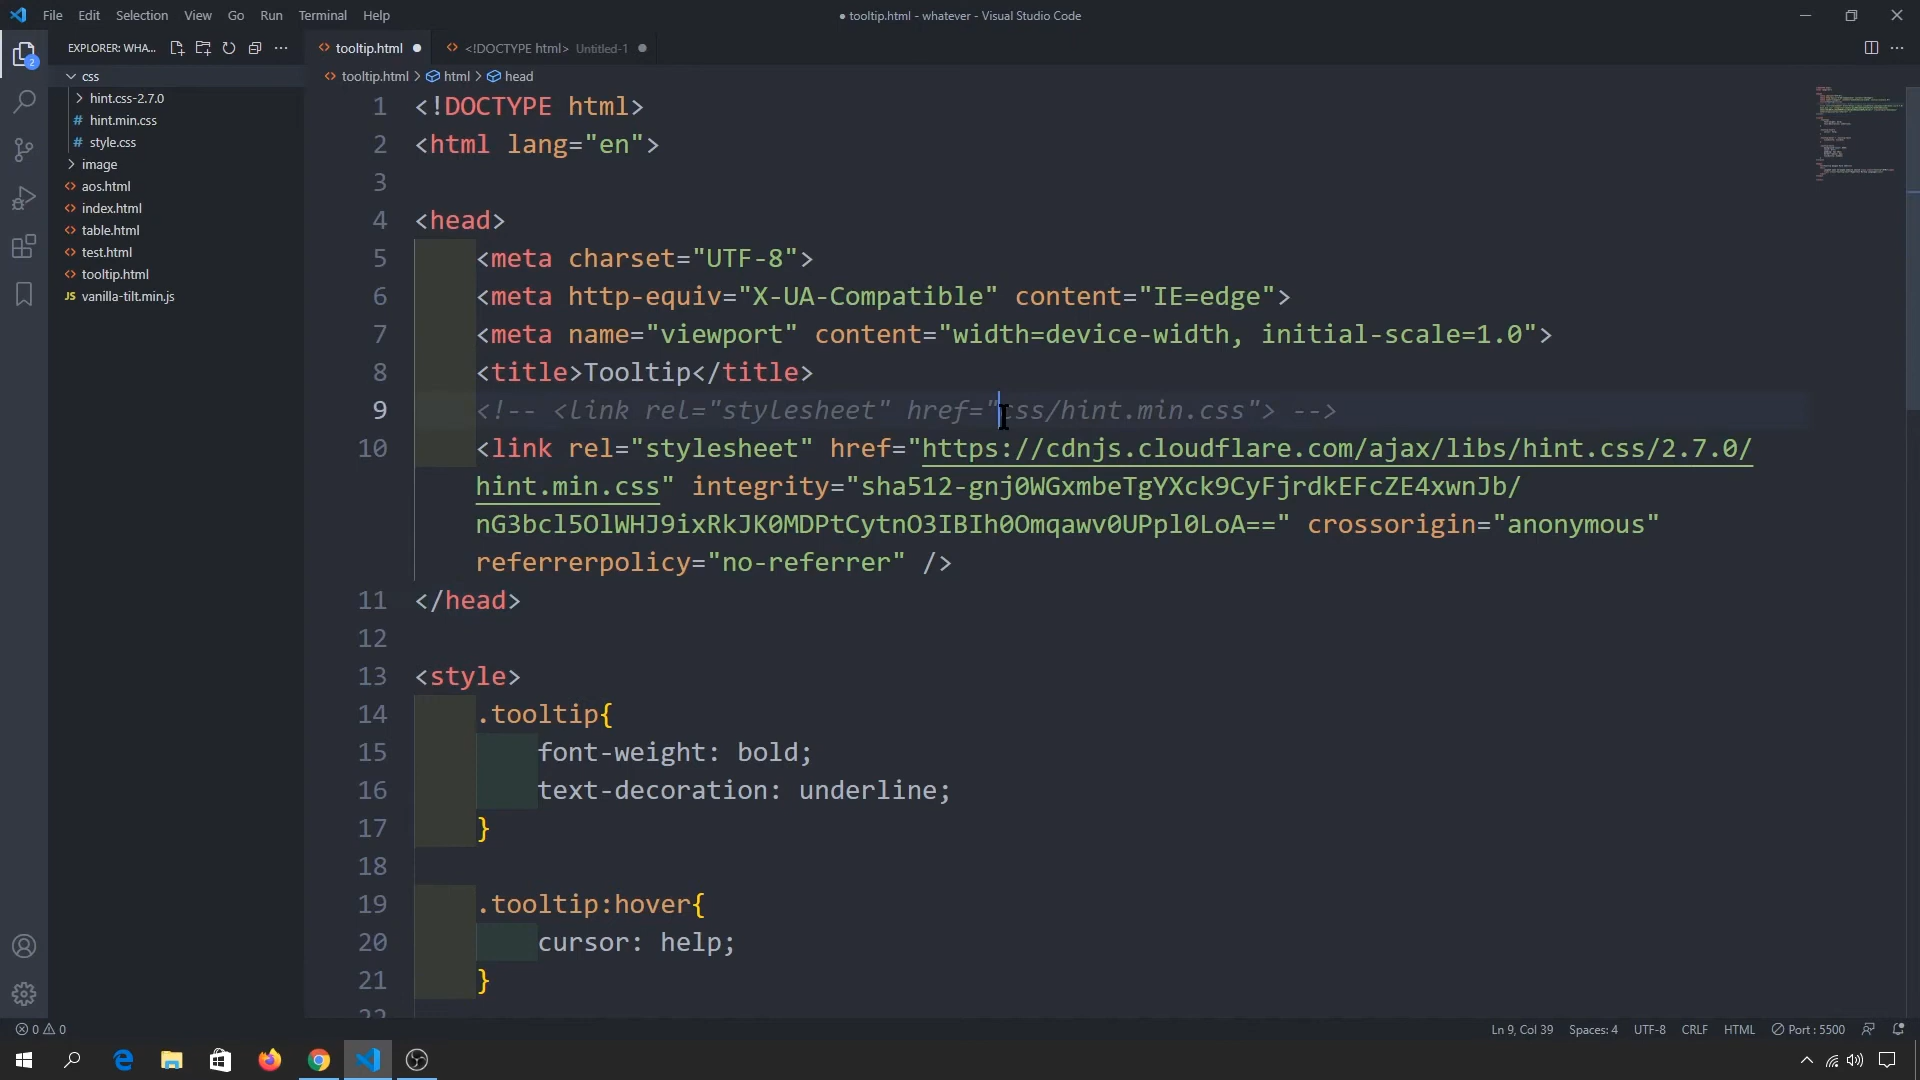 File Edit Selection View Go Run Terminal Help
● tooltip.html - whatever - Visual Studio Code
EXPLORER: WHA...
tooltip.html
<!DOCTYPE html> Untitled-1
tooltip.html > html > head
2
css
hint.css-2.7.0
# hint.min.css
# style.css
image
<> aos.html
<> index.html
<> table.html
<> test.html
<> tooltip.html
JS vanilla-tilt.min.js
1 <!DOCTYPE html>
2 <html lang="en">
3
4 <head>
5 <meta charset="UTF-8">
6 <meta http-equiv="X-UA-Compatible" content="IE=edge">
7 <meta name="viewport" content="width=device-width, initial-scale=1.0">
8 <title>Tooltip</title>
9 <!-- <link rel="stylesheet" href="css/hint.min.css"> -->
10 <link rel="stylesheet" href="https://cdnjs.cloudflare.com/ajax/libs/hint.css/2.7.0/
hint.min.css" integrity="sha512-gnj0WGxmbeTgYXck9CyFjrdkEFcZE4xwnJb/
nG3bcl5OlWHJ9ixRkJK0MDPtCytnO3IBIh0Omqawv0UPpl0LoA==" crossorigin="anonymous"
referrerpolicy="no-referrer" />
11 </head>
12
13 <style>
14 .tooltip{
15 font-weight: bold;
16 text-decoration: underline;
17 }
18
19 .tooltip:hover{
20 cursor: help;
21 }
0 0
Ln 9, Col 39 Spaces: 4 UTF-8 CRLF HTML Port : 5500